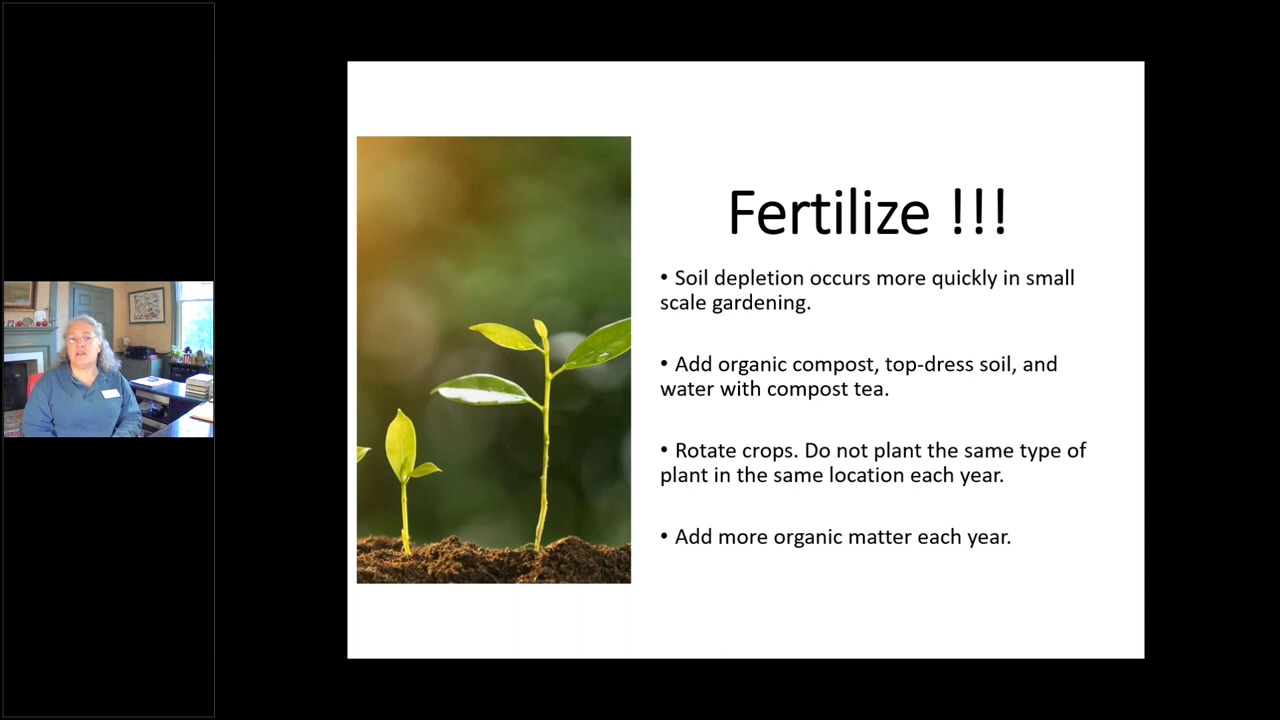 Fertilize !!!
• Soil depletion occurs more quickly in small
scale gardening.
• Add organic compost, top-dress soil, and
water with compost tea.
• Rotate crops. Do not plant the same type of
plant in the same location each year.
• Add more organic matter each year.